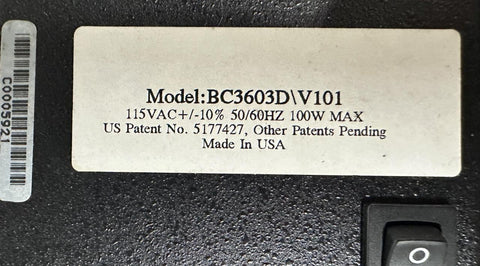 Model:BC3603D\V101
115VAC+/-10% 50/60HZ 100W MAX
US Patent No. 5177427, Other Patents Pending
Made In USA
C0005921
O